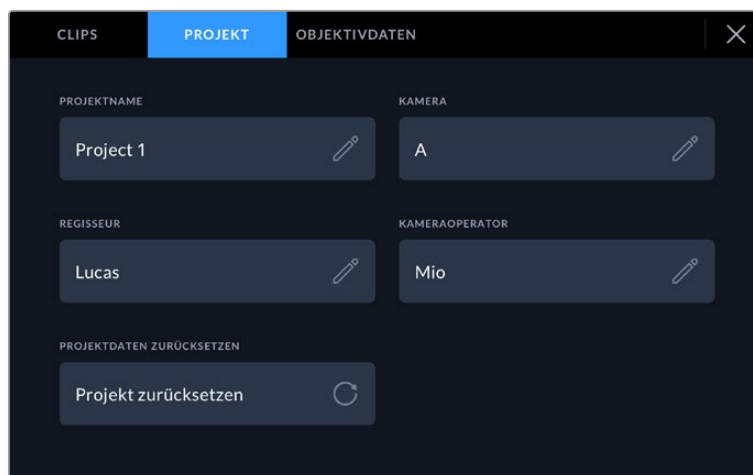 CLIPS PROJEKT OBJEKTIVDATEN
PROJEKTNAME KAMERA
Project 1 A
REGISSEUR KAMERAOPERATOR
Lucas Mio
PROJEKTDATEN ZURÜCKSETZEN
Projekt zurücksetzen